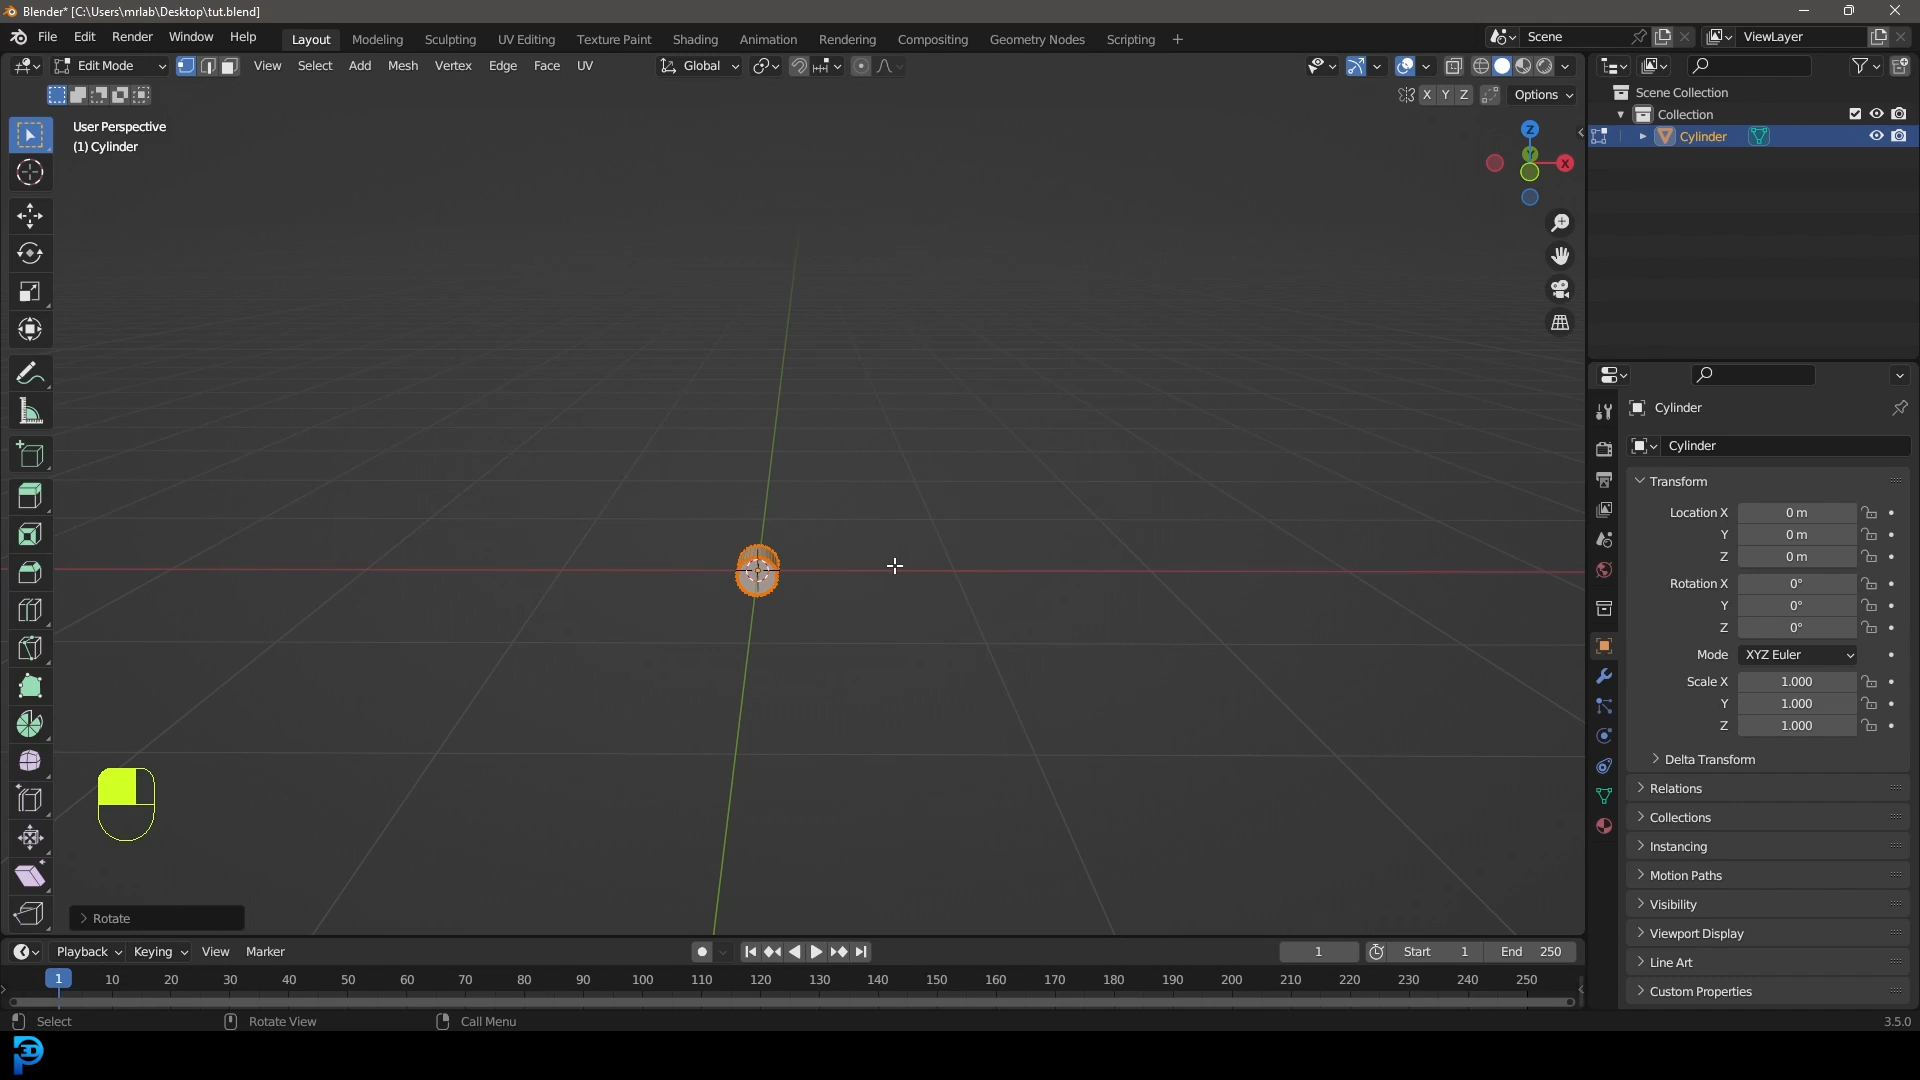 Blender* [C:\Users\mrlab\Desktop\tut.blend]
File Edit Render Window Help Layout Modeling Sculpting UV Editing Texture Paint Shading Animation Rendering Compositing Geometry Nodes Scripting + Scene ViewLayer
Edit Mode View Select Add Mesh Vertex Edge Face UV Global
X Y Z Options
User Perspective
(1) Cylinder
Z
Y
X
Rotate
Scene Collection
Collection
Cylinder
Cylinder
Cylinder
Transform
Location X 0 m
Y 0 m
Z 0 m
Rotation X 0°
Y 0°
Z 0°
Mode XYZ Euler
Scale X 1.000
Y 1.000
Z 1.000
Delta Transform
Relations
Collections
Instancing
Motion Paths
Visibility
Viewport Display
Line Art
Custom Properties
Playback Keying View Marker 1 Start 1 End 250
1 10 20 30 40 50 60 70 80 90 100 110 120 130 140 150 160 170 180 190 200 210 220 230 240 250
Select Rotate View Call Menu 3.5.0
3D